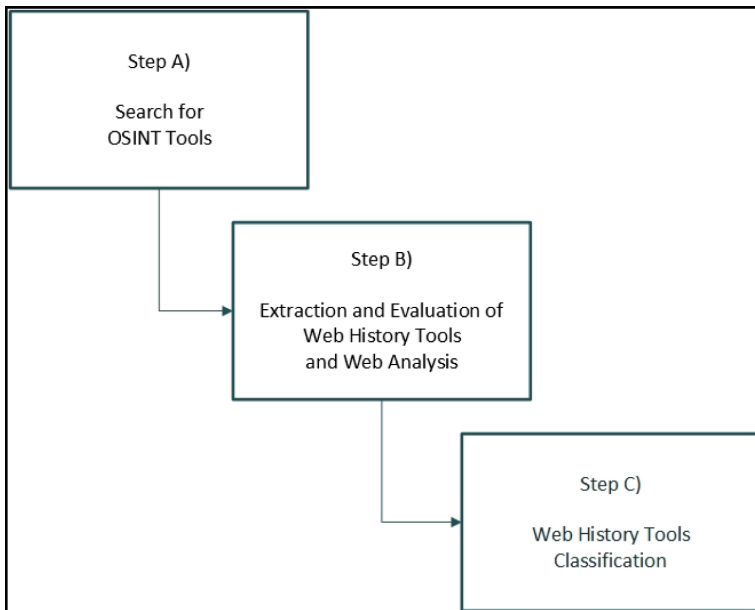 Step A)
Search for
OSINT Tools
Step B)
Extraction and Evaluation of
Web History Tools
and Web Analysis
Step C)
Web History Tools
Classification